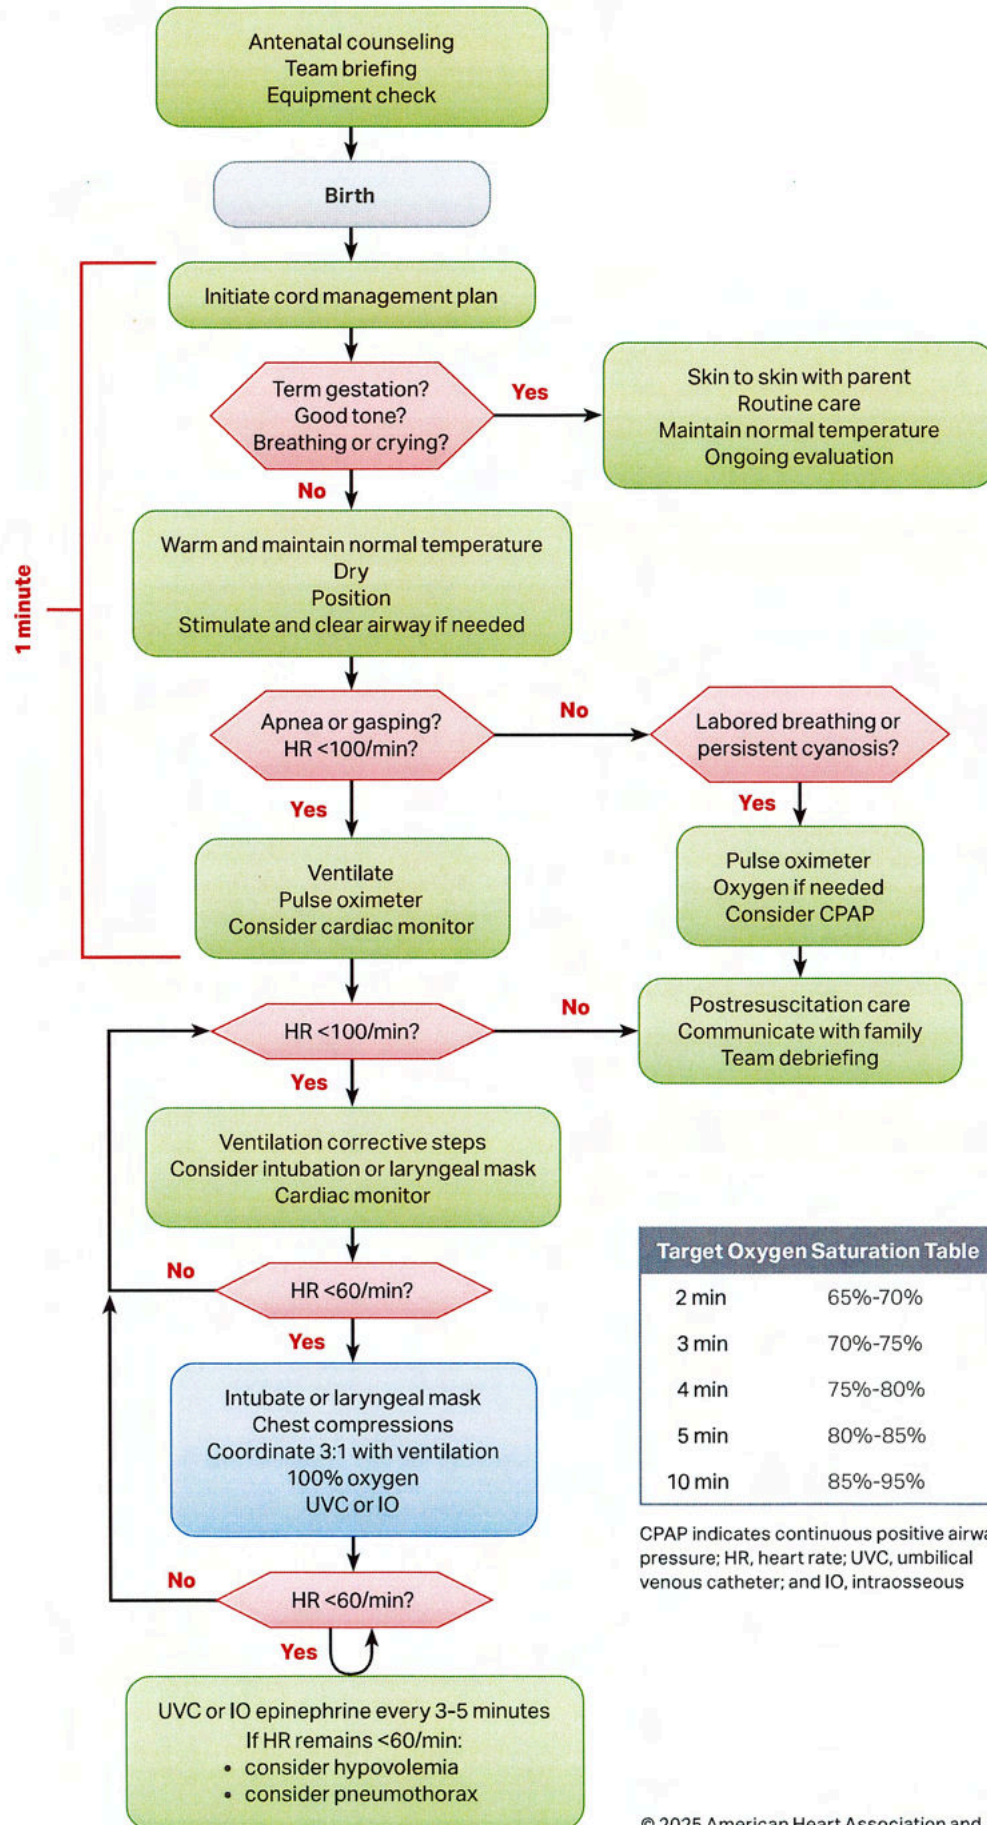 Antenatal counseling
Team briefing
Equipment check
Birth
Initiate cord management plan
Term gestation?
Good tone?
Breathing or crying?
Yes
Skin to skin with parent
Routine care
Maintain normal temperature
Ongoing evaluation
No
1 minute
Warm and maintain normal temperature
Dry
Position
Stimulate and clear airway if needed
Apnea or gasping?
HR <100/min?
No
Labored breathing or
persistent cyanosis?
Yes
Yes
Ventilate
Pulse oximeter
Consider cardiac monitor
Pulse oximeter
Oxygen if needed
Consider CPAP
HR <100/min?
No
Postresuscitation care
Communicate with family
Team debriefing
Yes
Ventilation corrective steps
Consider intubation or laryngeal mask
Cardiac monitor
No
HR <60/min?
Yes
Intubate or laryngeal mask
Chest compressions
Coordinate 3:1 with ventilation
100% oxygen
UVC or IO
No
HR <60/min?
Yes
UVC or IO epinephrine every 3-5 minutes
If HR remains <60/min:
• consider hypovolemia
• consider pneumothorax
Target Oxygen Saturation Table
2 min 65%-70%
3 min 70%-75%
4 min 75%-80%
5 min 80%-85%
10 min 85%-95%
CPAP indicates continuous positive
pressure; HR, heart rate; UVC, umbilical
venous catheter; and IO, intraosseous
© 2025 American Heart Association and